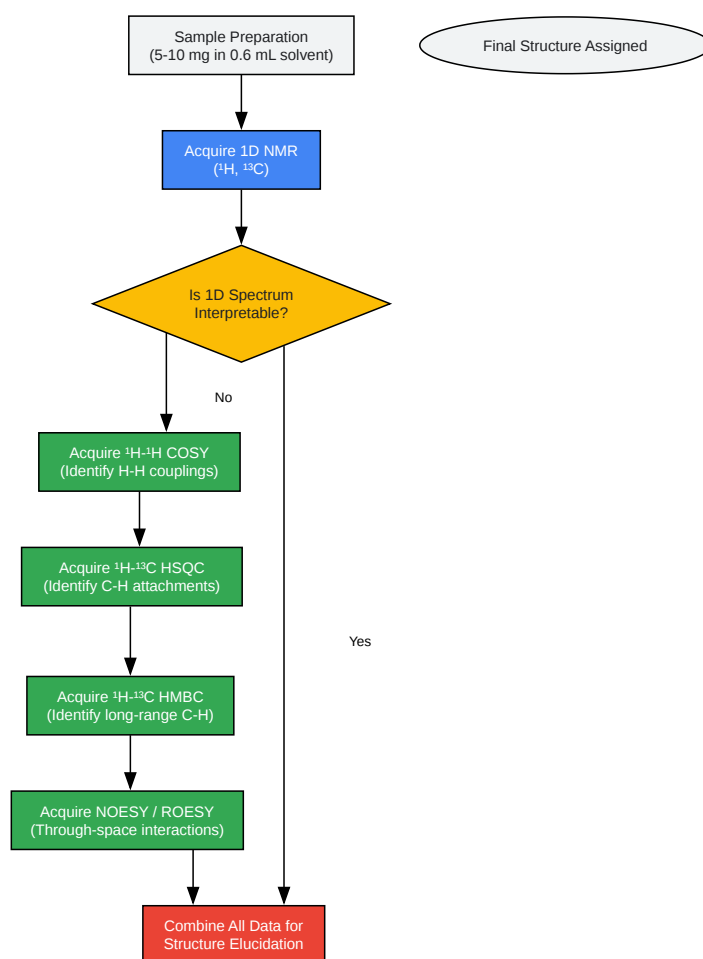 Sample Preparation
(5-10 mg in 0.6 mL solvent)
Final Structure Assigned
Acquire 1D NMR
(¹H, ¹³C)
Is 1D Spectrum
Interpretable?
No
Acquire ¹H-¹H COSY
(Identify H-H couplings)
Acquire ¹H-¹³C HSQC
(Identify C-H attachments)
Yes
Acquire ¹H-¹³C HMBC
(Identify long-range C-H)
Acquire NOESY / ROESY
(Through-space interactions)
Combine All Data for
Structure Elucidation